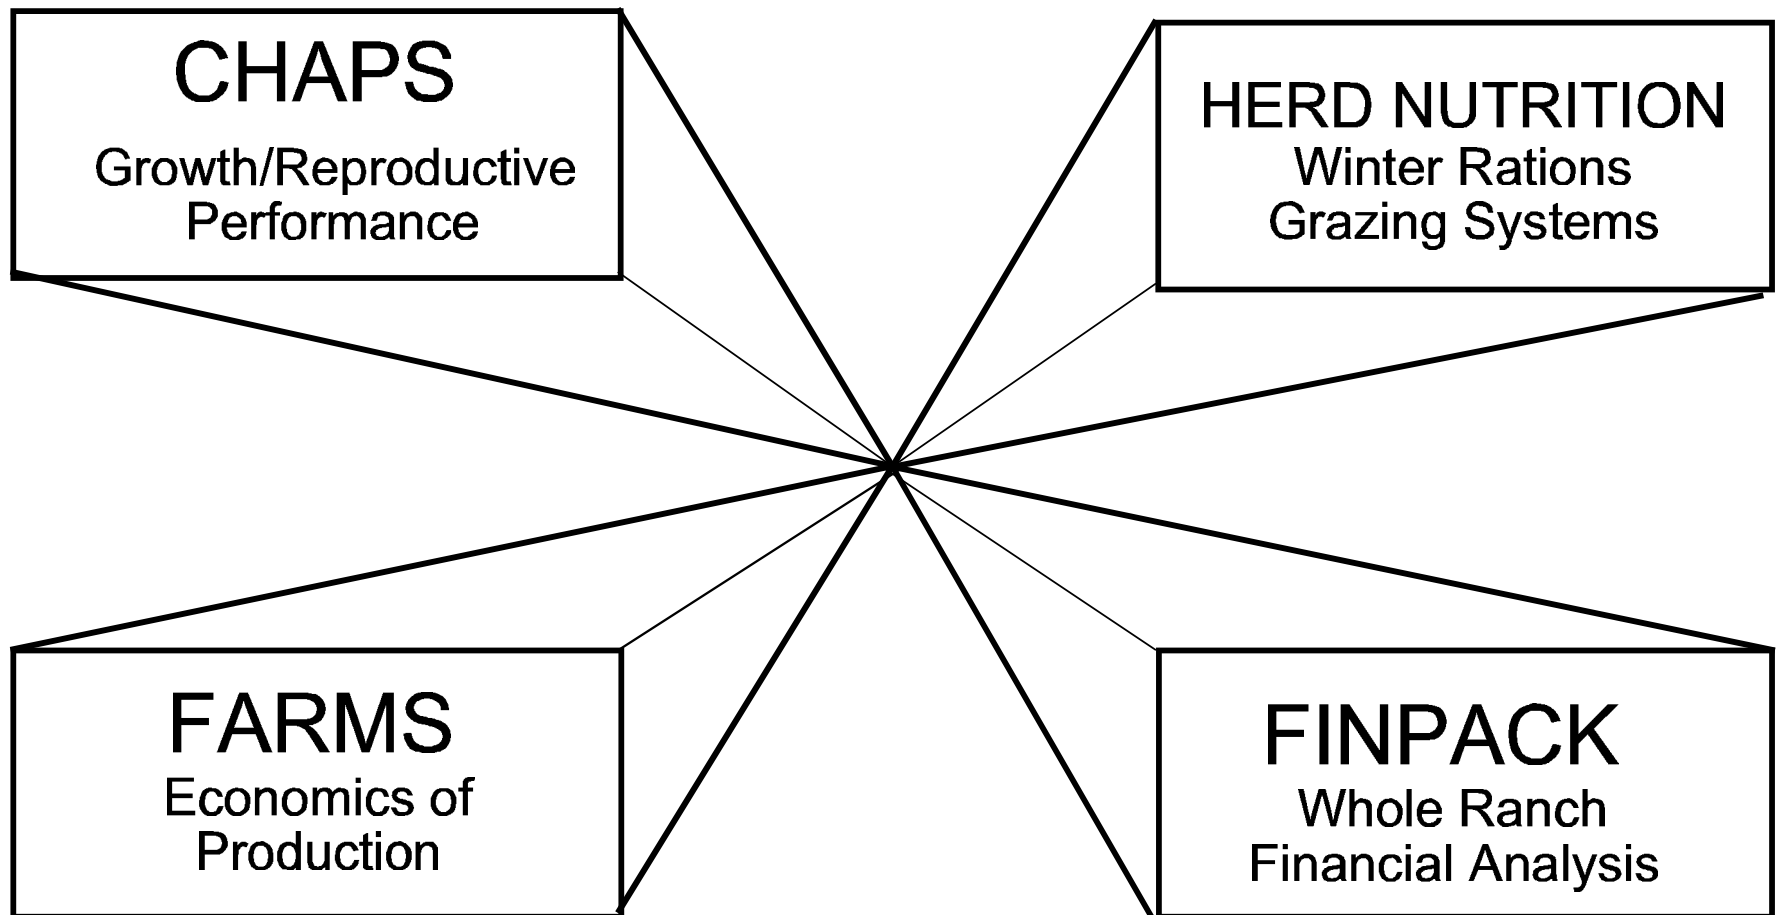 CHAPS
Growth/Reproductive
Performance
HERD NUTRITION
Winter Rations
Grazing Systems
FARMS
Economics of
Production
FINPACK
Whole Ranch
Financial Analysis